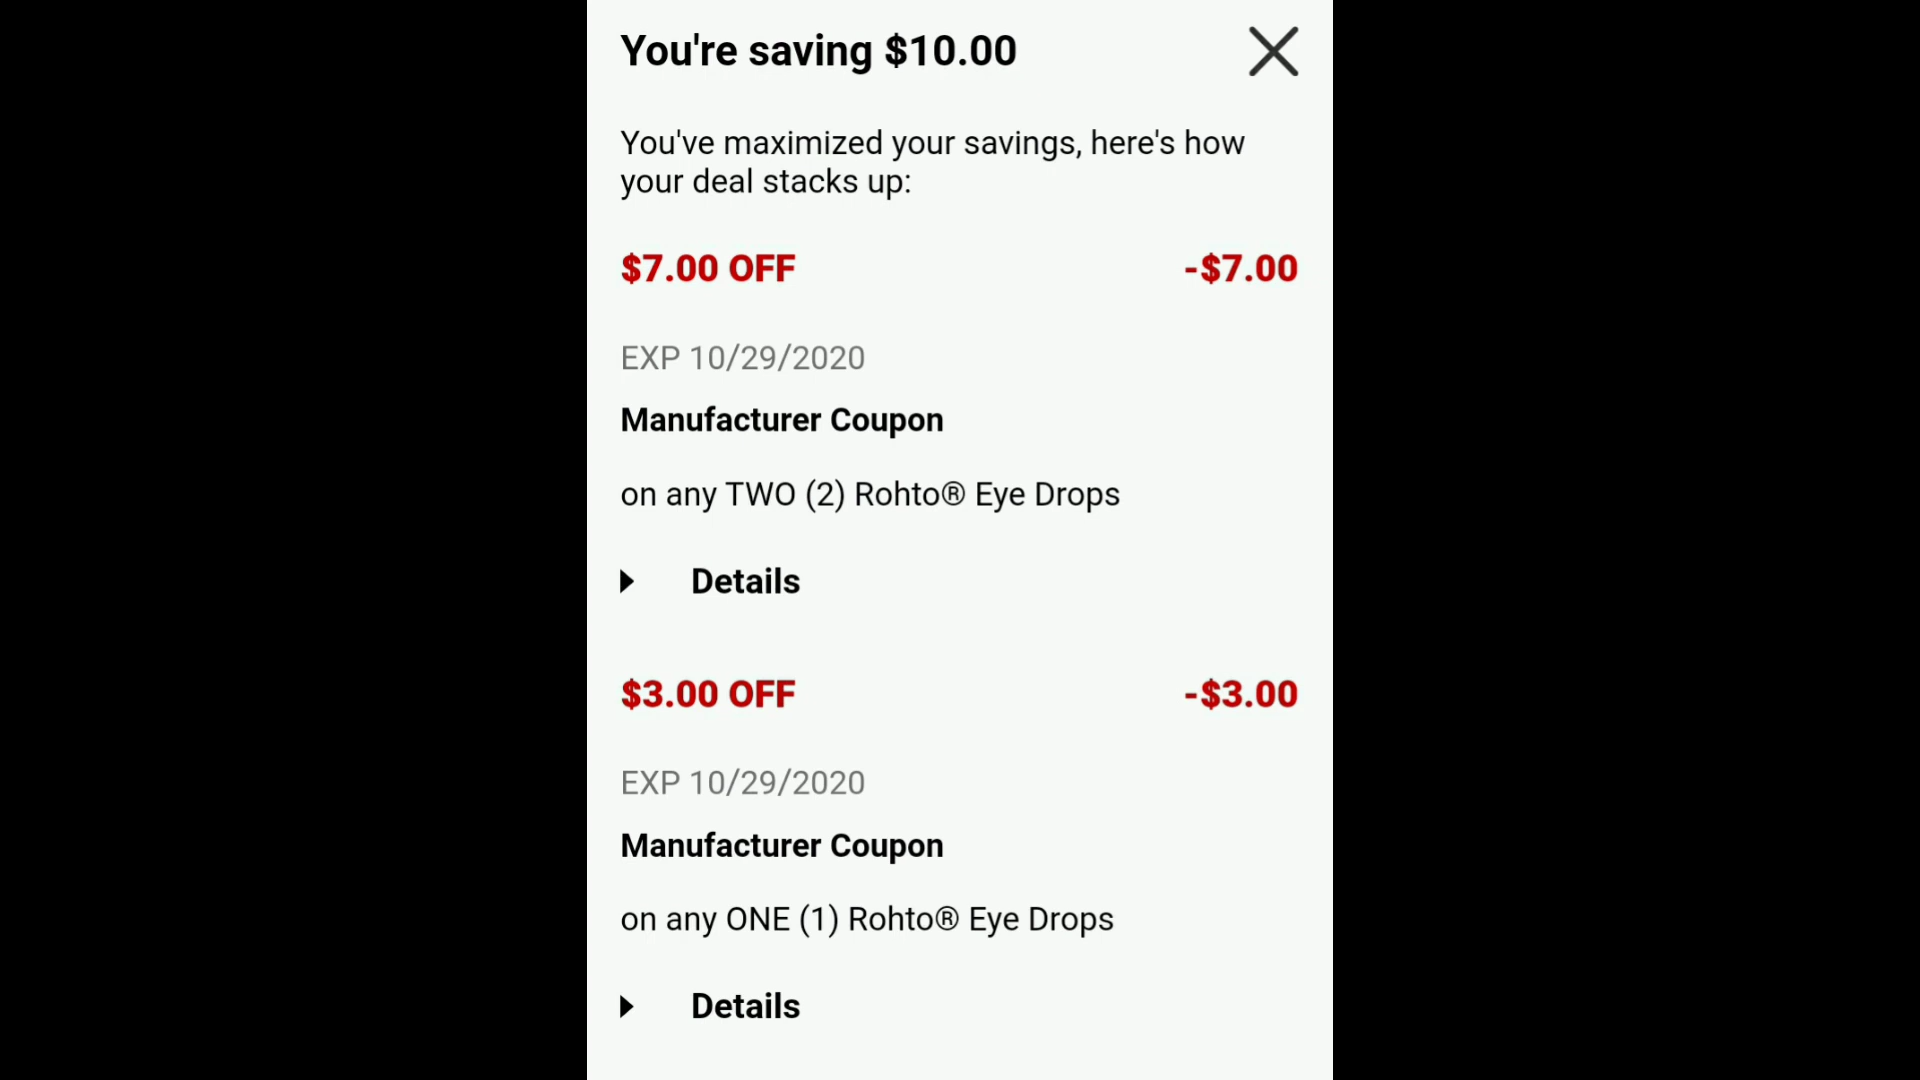 You're saving $10.00
You've maximized your savings, here's how
your deal stacks up:
$7.00 OFF -$7.00
EXP 10/29/2020
Manufacturer Coupon
on any TWO (2) Rohto® Eye Drops
Details
$3.00 OFF -$3.00
EXP 10/29/2020
Manufacturer Coupon
on any ONE (1) Rohto® Eye Drops
Details